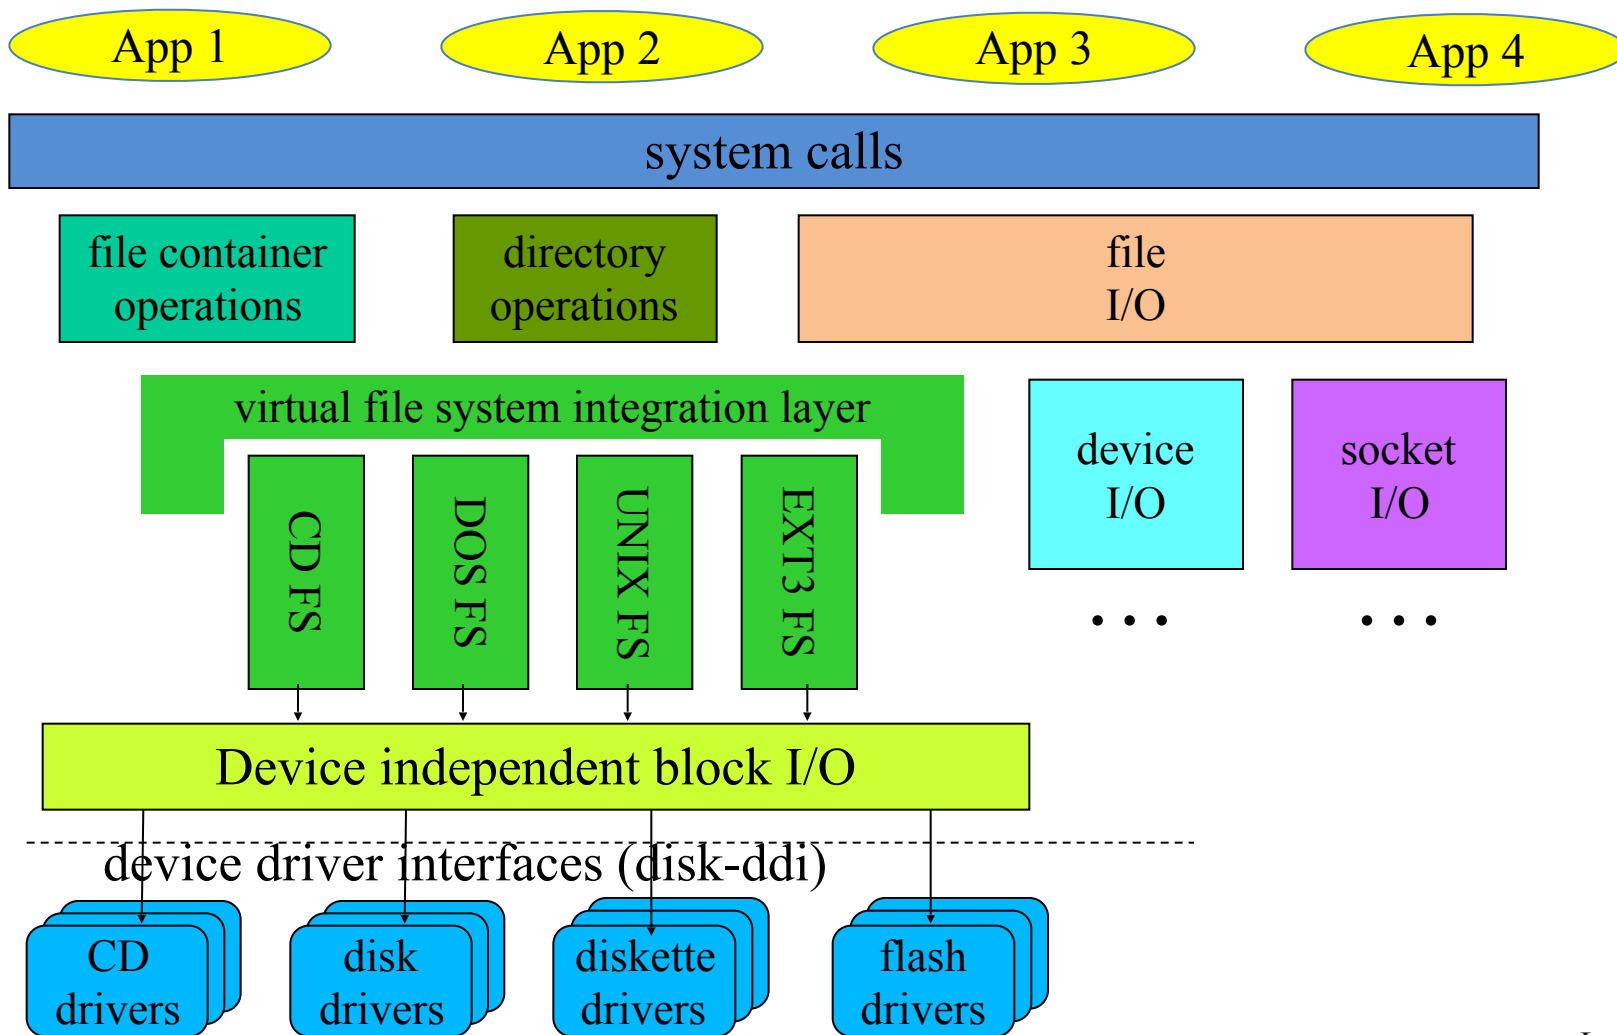 App 1
App 2
App 3
App 4
system calls
file container
operations
directory
operations
file
I/O
virtual file system integration layer
device
I/O
socket
I/O
CD FS
DOS FS
UNIX FS
EXT3 FS
. . .
. . .
Device independent block I/O
device driver interfaces (disk-ddi)
CD
drivers
disk
drivers
diskette
drivers
flash
drivers